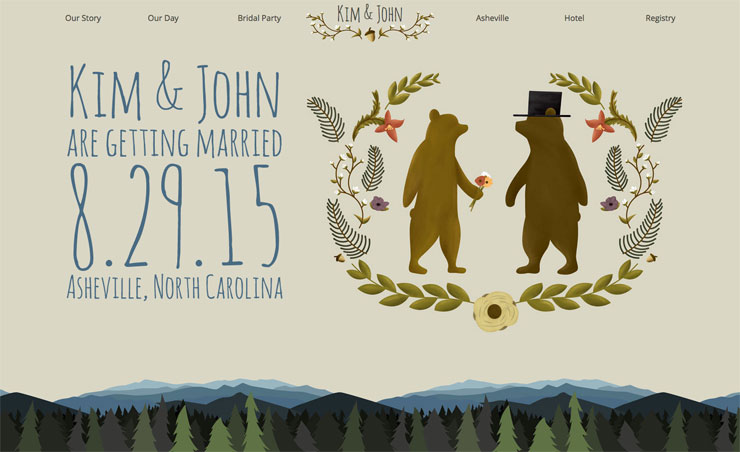 Our Story
Our Day
Bridal Party
Kim & John
Asheville
Hotel
Registry
Kim & John
are getting married
8.29.15
Asheville, North Carolina